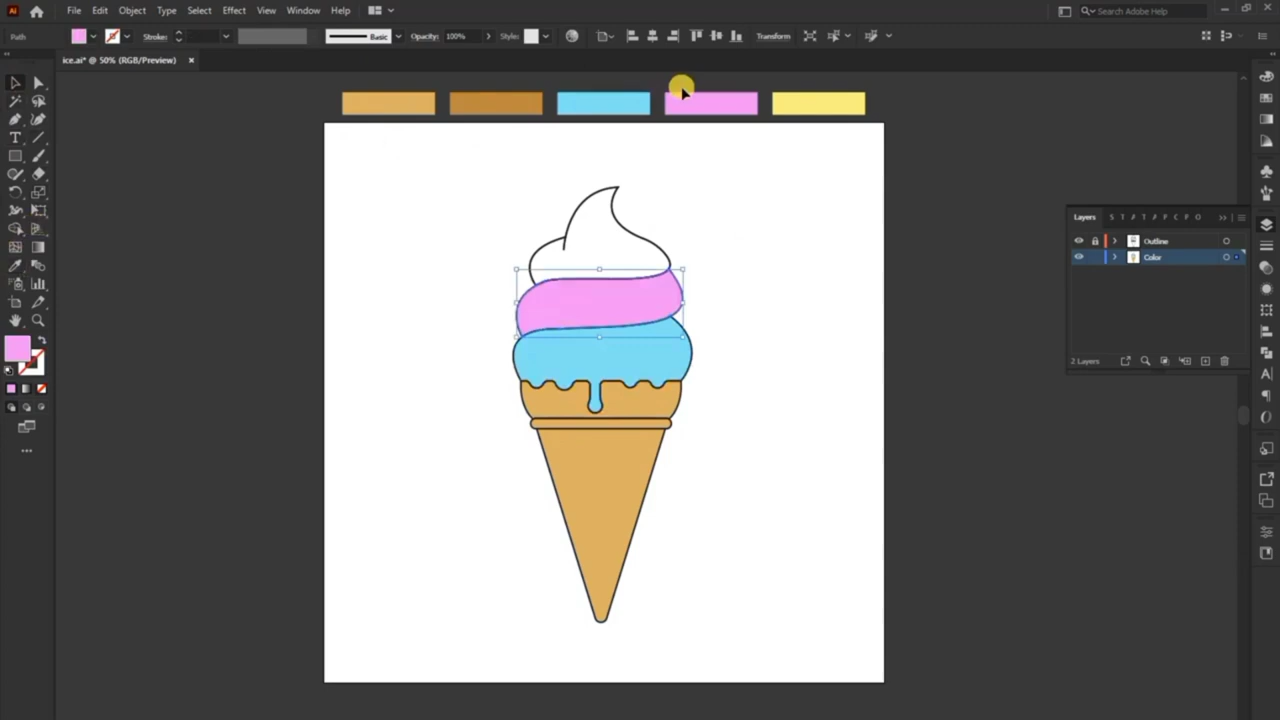 Ai File Edit Object Type Select Effect View Window Help Search Adobe Help
Path Stroke: Basic Opacity: 100% Style: Transform
ice.ai* @ 50% (RGB/Preview)
Layers S T A T A P C P O
Outline
Color
2 Layers